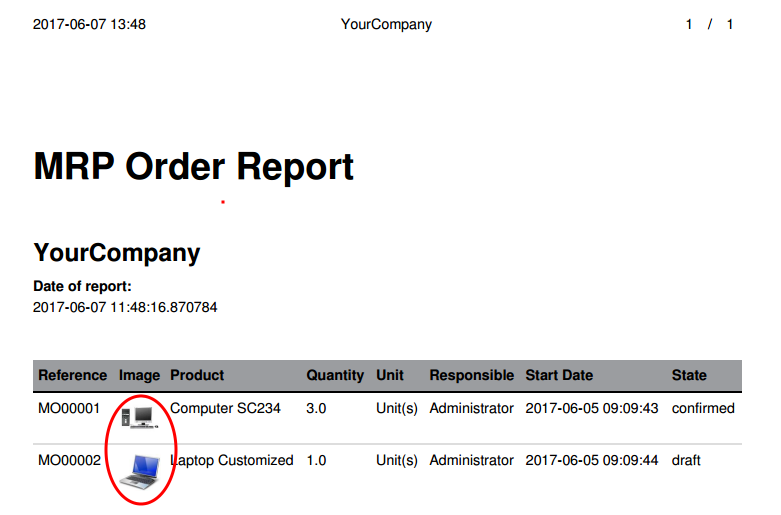 2017-06-07 13:48 YourCompany 1 / 1
MRP Order Report
YourCompany
Date of report:
2017-06-07 11:48:16.870784
Reference Image Product Quantity Unit Responsible Start Date State
MO00001 Computer SC234 3.0 Unit(s) Administrator 2017-06-05 09:09:43 confirmed
MO00002 Laptop Customized 1.0 Unit(s) Administrator 2017-06-05 09:09:44 draft